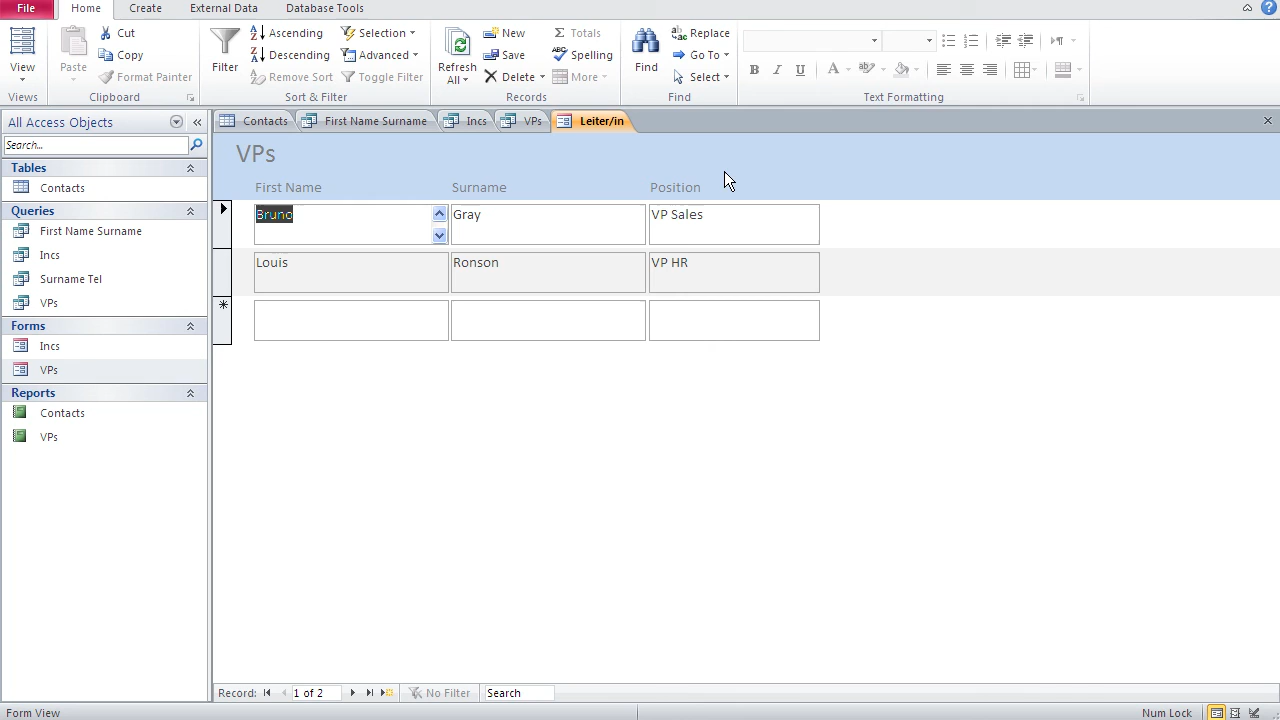 File Home Create External Data Database Tools
View
Views
Paste
Cut
Copy
Format Painter
Clipboard
Filter
Ascending
Descending
Remove Sort
Selection
Advanced
Toggle Filter
Sort & Filter
Refresh
All
New
Save
Delete
Totals
Spelling
More
Records
Find
Replace
Go To
Select
Find
B I U A ab
Text Formatting
All Access Objects
Search...
Tables
Contacts
Queries
First Name Surname
Incs
Surname Tel
VPs
Forms
Incs
VPs
Reports
Contacts
VPs
Contacts First Name Surname Incs VPs Leiter/in
VPs
First Name Surname Position
Bruno Gray VP Sales
Louis Ronson VP HR
Record: 1 of 2 No Filter Search
Form View Num Lock